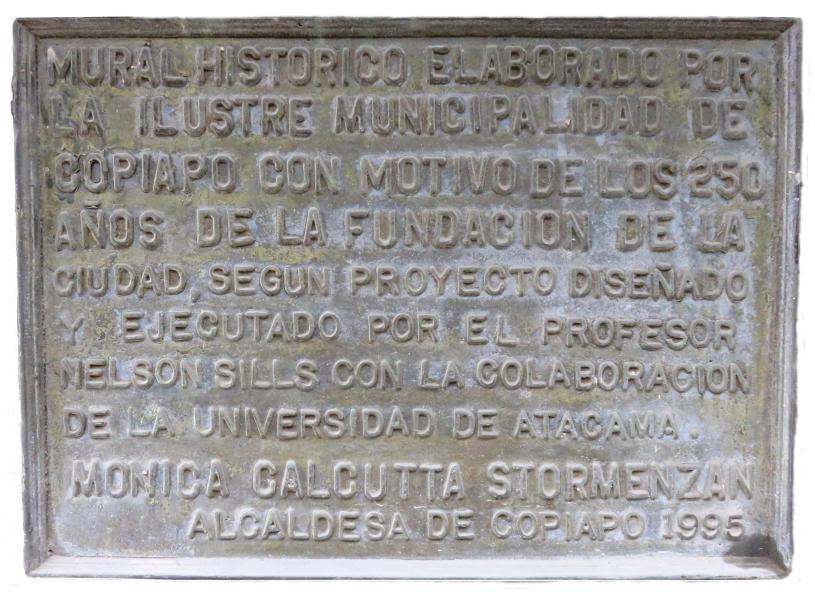 MURAL HISTORICO ELABORADO POR
LA ILUSTRE MUNICIPALIDAD DE
COPIAPO CON MOTIVO DE LOS 250
AÑOS DE LA FUNDACION DE LA
CIUDAD, SEGUN PROYECTO DISEÑADO
Y EJECUTADO POR EL PROFESOR
NELSON SILLS CON LA COLABORACION
DE LA UNIVERSIDAD DE ATACAMA.
MONICA CALCUTTA STORMENZAN
ALCALDESA DE COPIAPO 1995